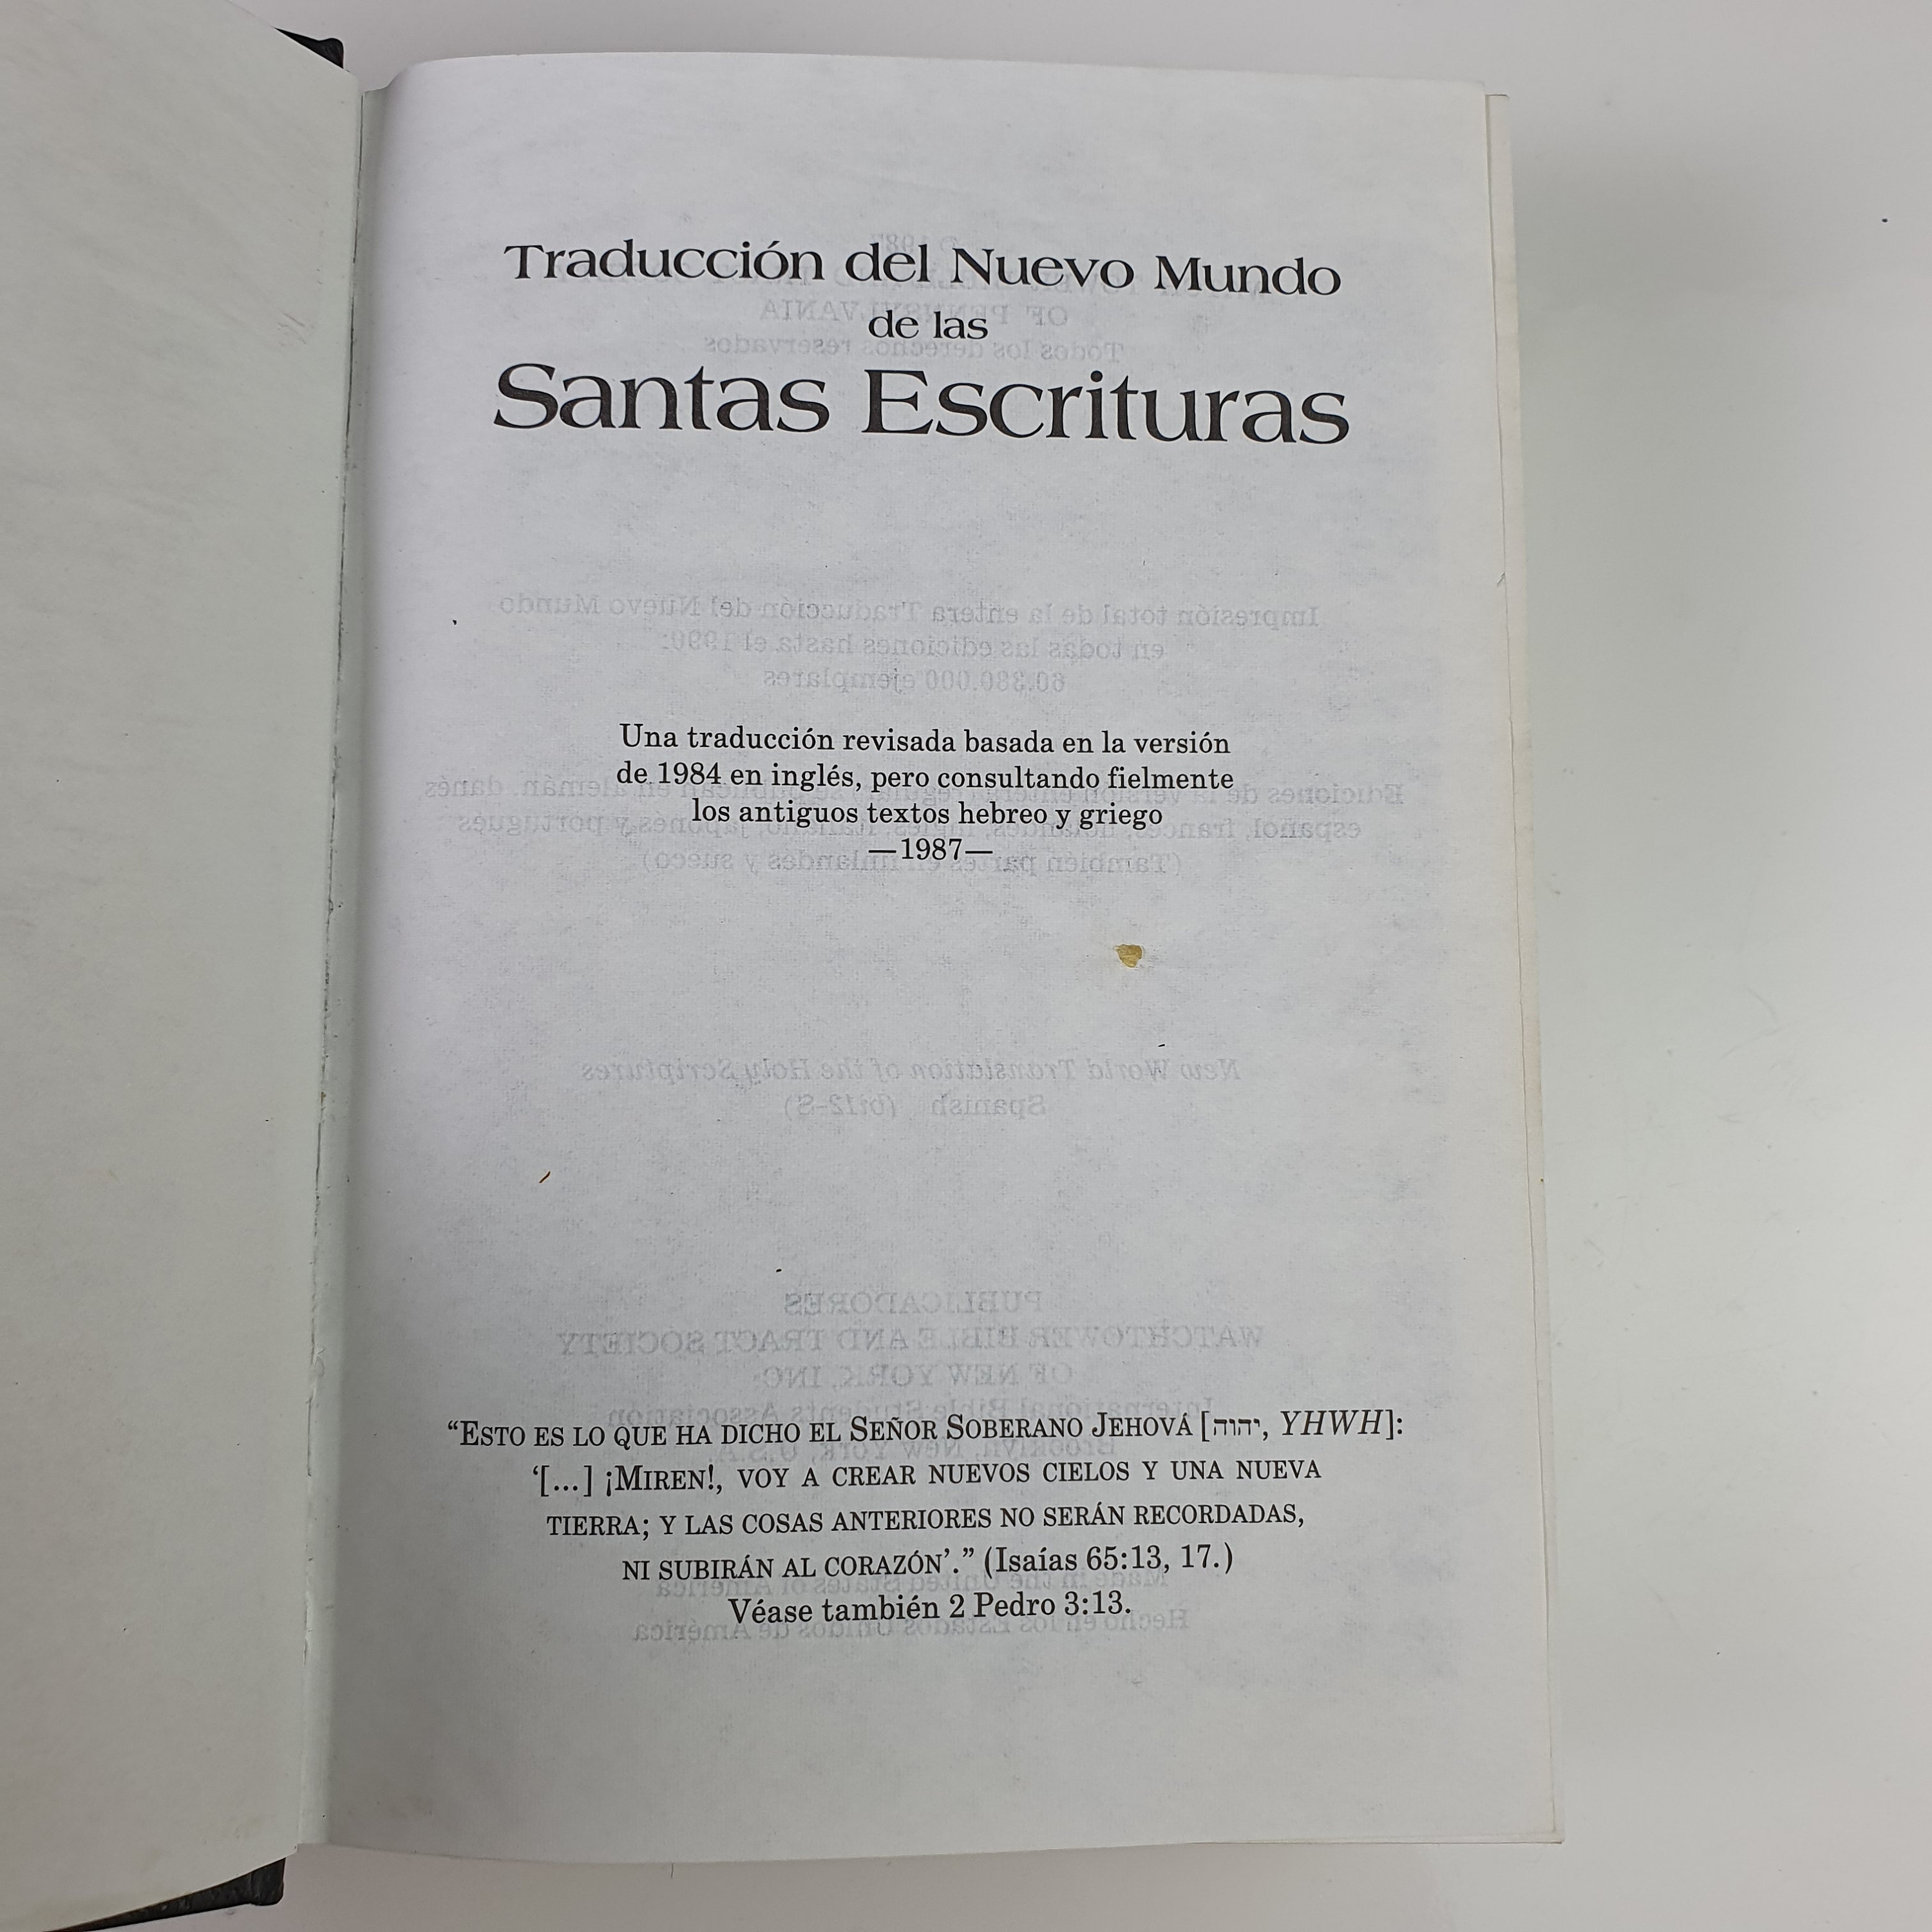 Traducción del Nuevo Mundo
de las
Santas Escrituras
Una traducción revisada basada en la versión
de 1984 en inglés, pero consultando fielmente
los antiguos textos hebreo y griego
—1987—
“ESTO ES LO QUE HA DICHO EL SEÑOR SOBERANO JEHOVÁ [יהוה, YHWH]:
‘[...] ¡MIREN!, VOY A CREAR NUEVOS CIELOS Y UNA NUEVA
TIERRA; Y LAS COSAS ANTERIORES NO SERÁN RECORDADAS,
NI SUBIRÁN AL CORAZÓN’.” (Isaías 65:13, 17.)
Véase también 2 Pedro 3:13.